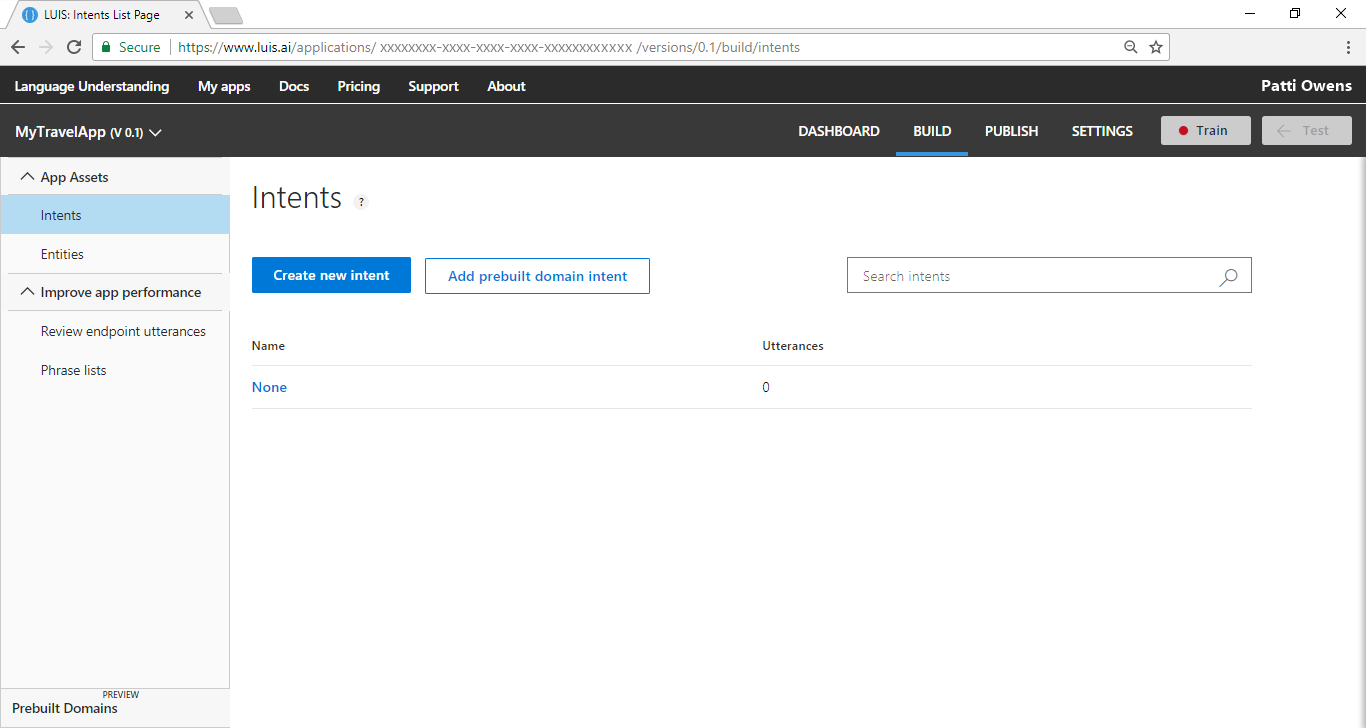 LUIS: Intents List Page
Secure https://www.luis.ai/applications/ xxxxxxxx-xxxx-xxxx-xxxx-xxxxxxxxxxxx /versions/0.1/build/intents
Language Understanding My apps Docs Pricing Support About Patti Owens
MyTravelApp (V 0.1) DASHBOARD BUILD PUBLISH SETTINGS Train Test
App Assets
Intents
Entities
Improve app performance
Review endpoint utterances
Phrase lists
PREVIEW
Prebuilt Domains
Intents ?
Create new intent Add prebuilt domain intent Search intents
Name Utterances
None 0